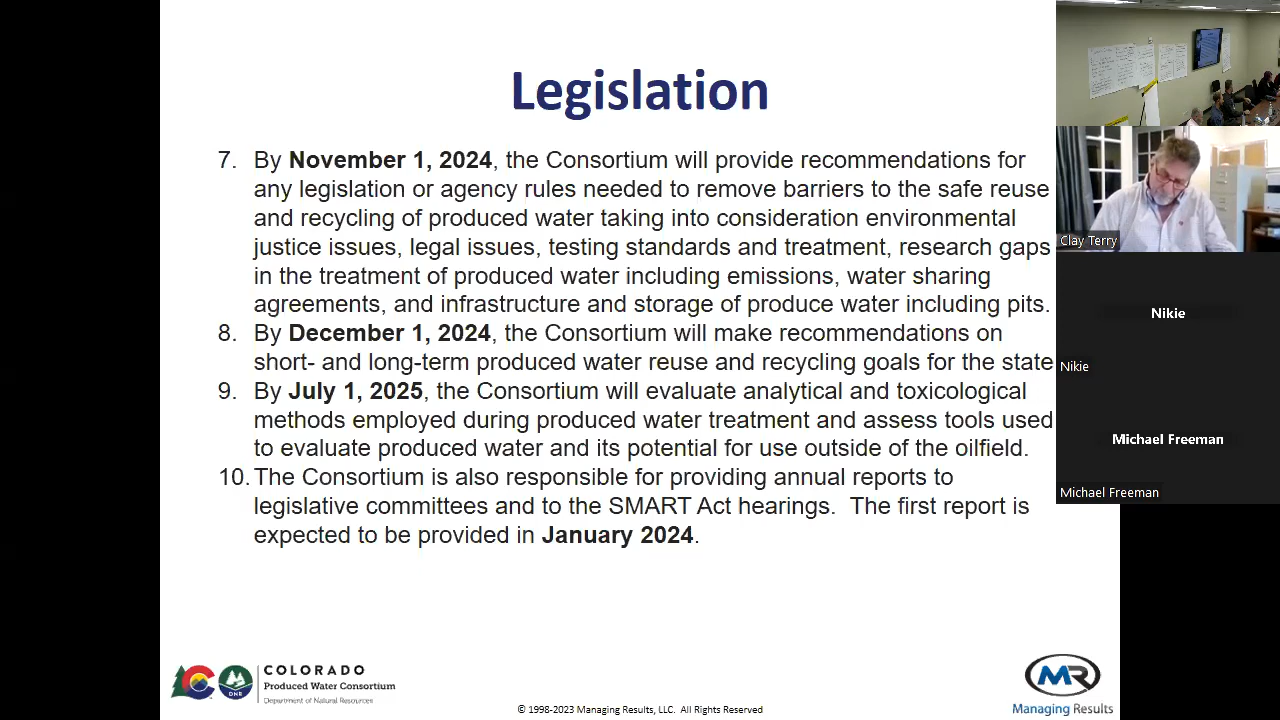 Legislation
7. By November 1, 2024, the Consortium will provide recommendations for
any legislation or agency rules needed to remove barriers to the safe reuse
and recycling of produced water taking into consideration environmental
justice issues, legal issues, testing standards and treatment, research gaps
in the treatment of produced water including emissions, water sharing
agreements, and infrastructure and storage of produce water including pits.
8. By December 1, 2024, the Consortium will make recommendations on
short- and long-term produced water reuse and recycling goals for the state
9. By July 1, 2025, the Consortium will evaluate analytical and toxicological
methods employed during produced water treatment and assess tools used
to evaluate produced water and its potential for use outside of the oilfield.
10. The Consortium is also responsible for providing annual reports to
legislative committees and to the SMART Act hearings. The first report is
expected to be provided in January 2024.
Clay Terry
Nikie
Nikie
Michael Freeman
Michael Freeman
C
DNR
COLORADO
Produced Water Consortium
Department of Natural Resources
© 1998-2023 Managing Results, LLC. All Rights Reserved
MR
Managing Results